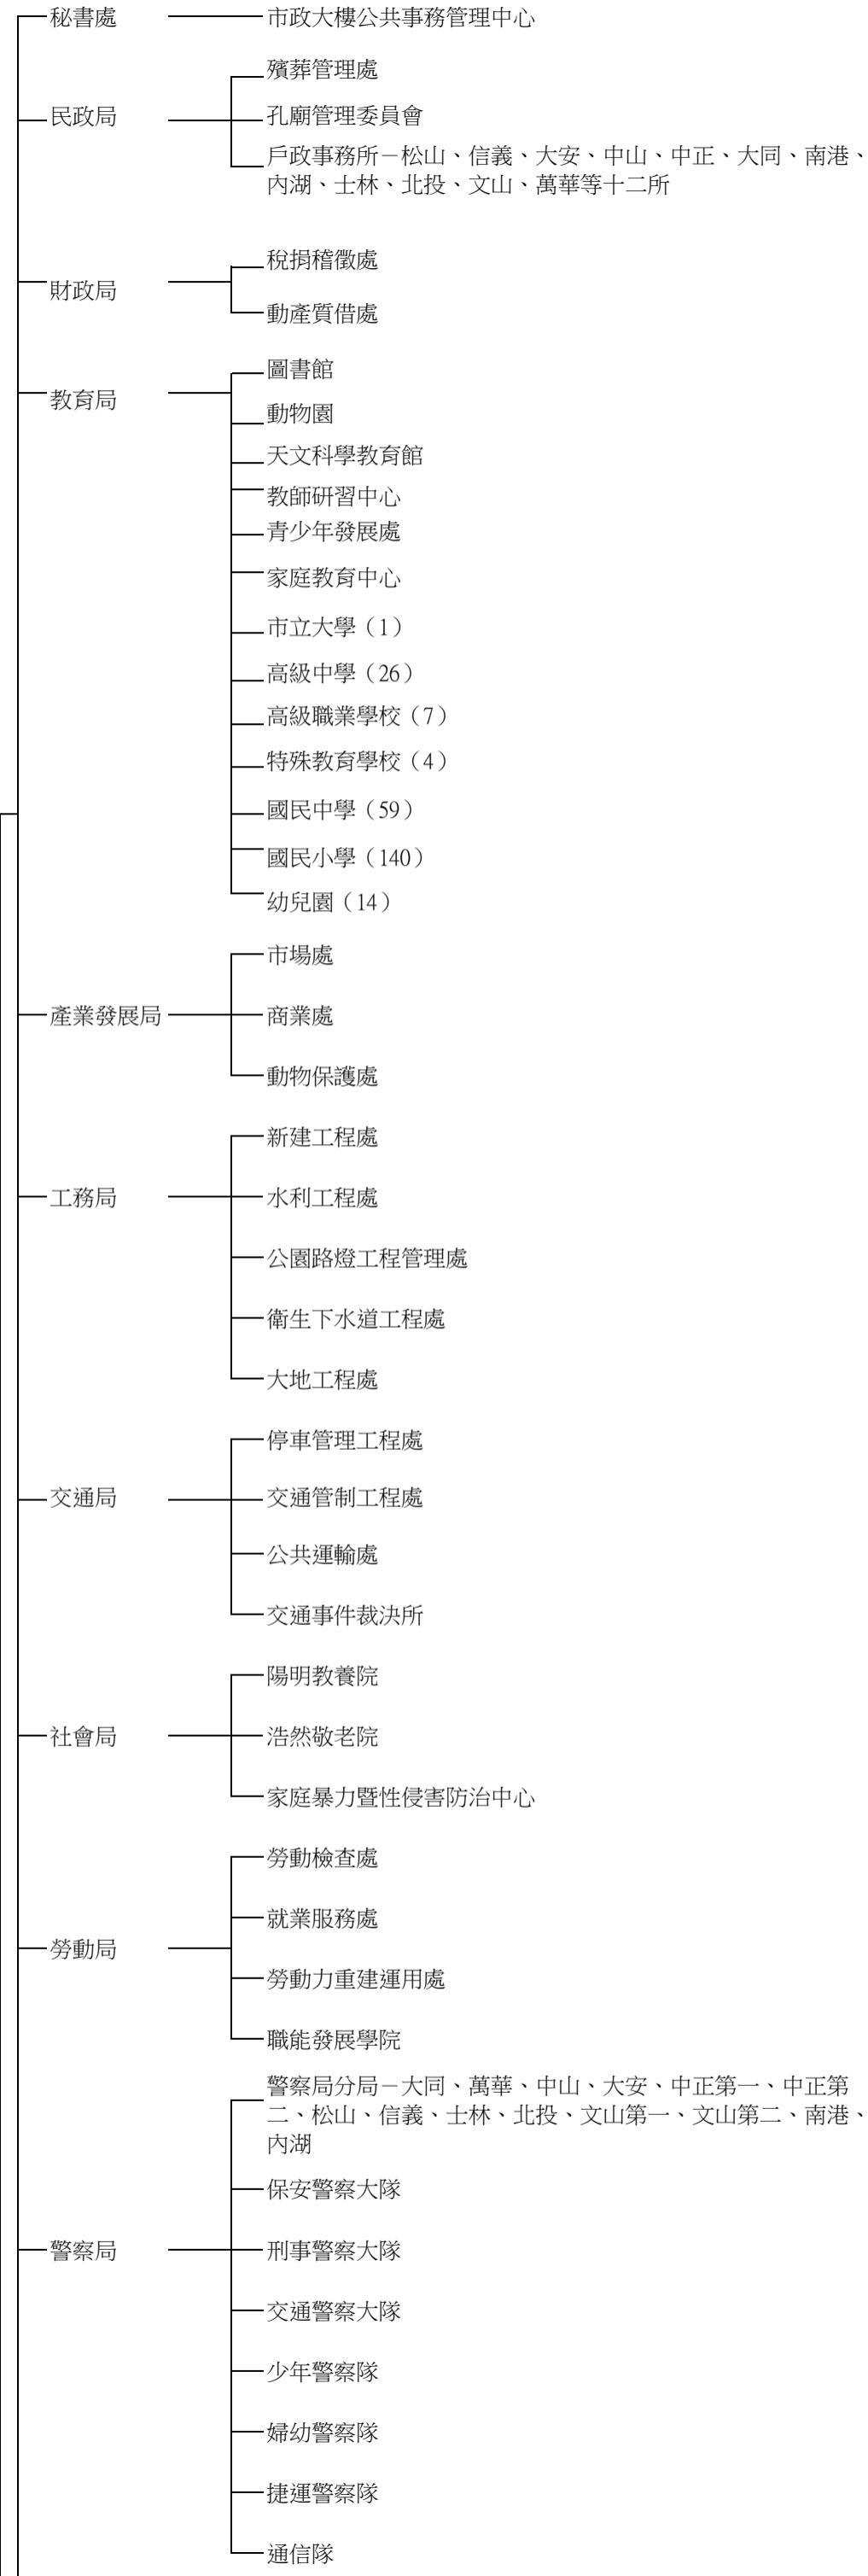 秘書處
市政大樓公共事務管理中心
民政局
殯葬管理處
孔廟管理委員會
戶政事務所－松山、信義、大安、中山、中正、大同、南港、
內湖、士林、北投、文山、萬華等十二所
財政局
稅捐稽徵處
動產質借處
教育局
圖書館
動物園
天文科學教育館
教師研習中心
青少年發展處
家庭教育中心
市立大學（1）
高級中學（26）
高級職業學校（7）
特殊教育學校（4）
國民中學（59）
國民小學（140）
幼兒園（14）
產業發展局
市場處
商業處
動物保護處
工務局
新建工程處
水利工程處
公園路燈工程管理處
衛生下水道工程處
大地工程處
交通局
停車管理工程處
交通管制工程處
公共運輸處
交通事件裁決所
社會局
陽明教養院
浩然敬老院
家庭暴力暨性侵害防治中心
勞動局
勞動檢查處
就業服務處
勞動力重建運用處
職能發展學院
警察局
警察局分局－大同、萬華、中山、大安、中正第一、中正第
二、松山、信義、士林、北投、文山第一、文山第二、南港、
內湖
保安警察大隊
刑事警察大隊
交通警察大隊
少年警察隊
婦幼警察隊
捷運警察隊
通信隊